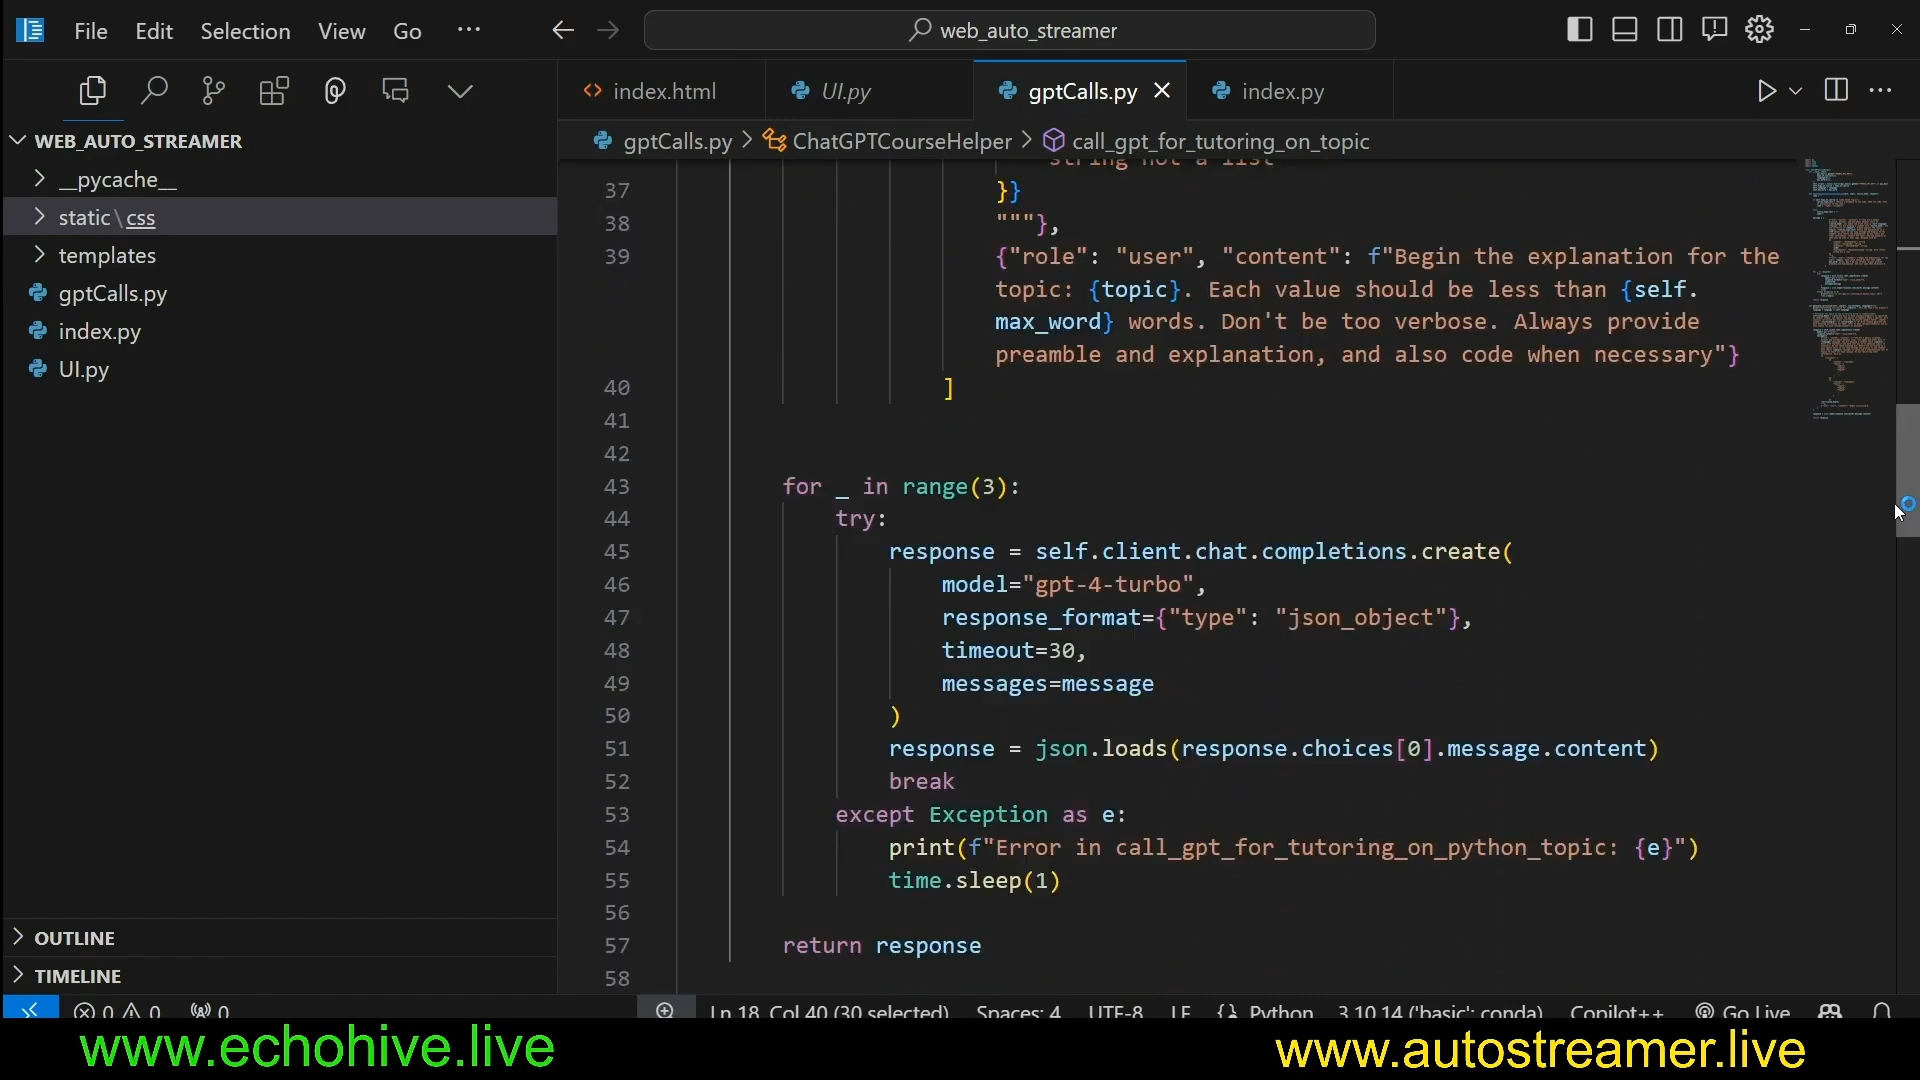 File Edit Selection View Go ···
web_auto_streamer
WEB_AUTO_STREAMER
__pycache__
static\css
templates
gptCalls.py
index.py
UI.py
OUTLINE
TIMELINE
index.html UI.py gptCalls.py index.py
gptCalls.py > ChatGPTCourseHelper > call_gpt_for_tutoring_on_topic
string not a list
37 }}
38 """},
39 {"role": "user", "content": f"Begin the explanation for the
topic: {topic}. Each value should be less than {self.
max_word} words. Don't be too verbose. Always provide
preamble and explanation, and also code when necessary"}
40 ]
41
42
43 for _ in range(3):
44 try:
45 response = self.client.chat.completions.create(
46 model="gpt-4-turbo",
47 response_format={"type": "json_object"},
48 timeout=30,
49 messages=message
50 )
51 response = json.loads(response.choices[0].message.content)
52 break
53 except Exception as e:
54 print(f"Error in call_gpt_for_tutoring_on_python_topic: {e}")
55 time.sleep(1)
56
57 return response
58
0 0 0 Ln 18, Col 40 (30 selected) Spaces: 4 UTF-8 LF Python 3.10.14 ('basic': conda) Copilot++ Go Live
www.echohive.live
www.autostreamer.live